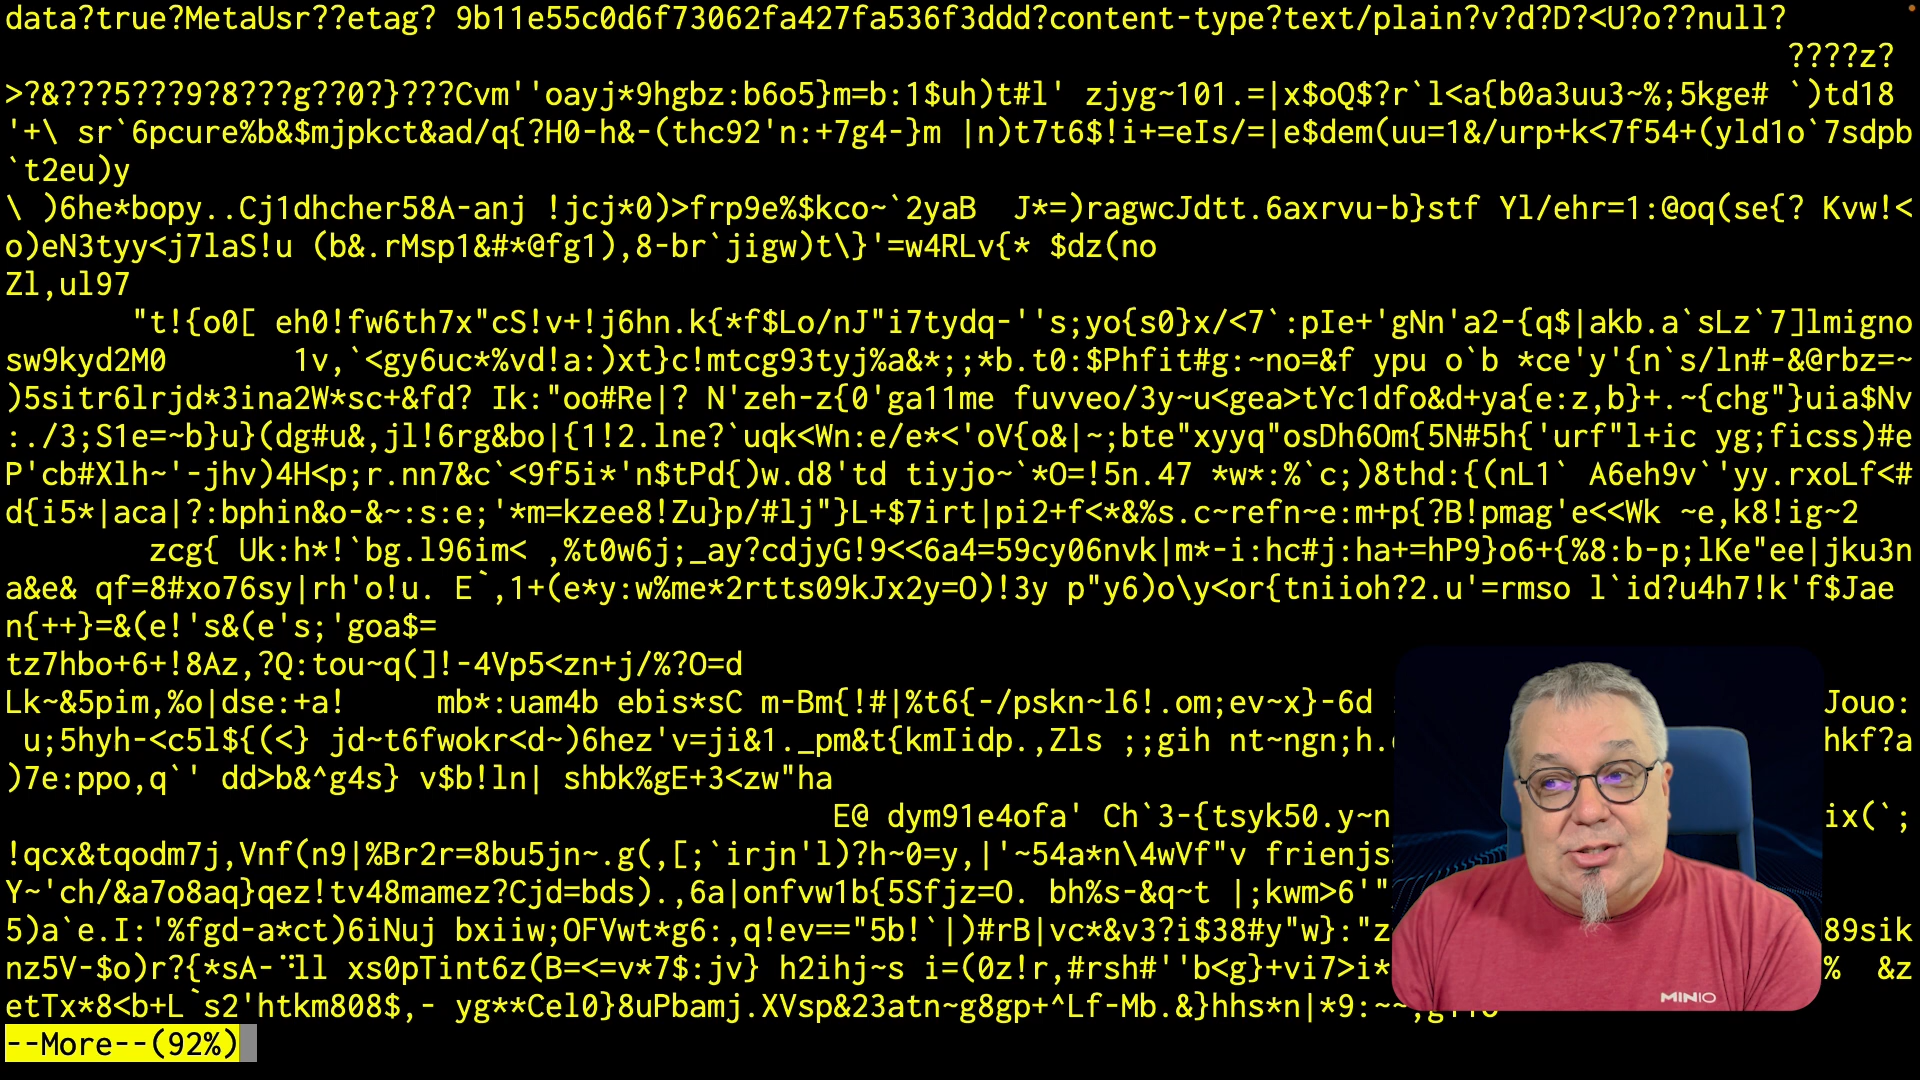 data?true?MetaUsr??etag? 9b11e55c0d6f73062fa427fa536f3ddd?content-type?text/plain?v?d?D?<U?o??null?
????z?
>?&???5???9?8???g??0?}???Cvm''oayj*9hgbz:b6o5}m=b:1$uh)t#l' zjyg~101.=|x$oQ$?r`l<a{b0a3uu3~%;5kge# `)td18
'+\ sr`6pcure%b&$mjpkct&ad/q{?H0-h&-(thc92'n:+7g4-}m |n)t7t6$!i+=eIs/=|e$dem(uu=1&/urp+k<7f54+(yld1o`7sdpb
`t2eu)y
\ )6he*bopy..Cj1dhcher58A-anj !jcj*0)>frp9e%$kco~`2yaB  J*=)ragwcJdtt.6axrvu-b}stf Yl/ehr=1:@oq(se{? Kvw!<
o)eN3tyy<j7laS!u (b&.rMsp1&#*@fg1),8-br`jigw)t\}'=w4RLv{* $dz(no
Zl,ul97
"t!{o0[ eh0!fw6th7x"cS!v+!j6hn.k{*f$Lo/nJ"i7tydq-''s;yo{s0}x/<7`:pIe+'gNn'a2-{q$|akb.a`sLz`7]lmigno
sw9kyd2M0       1v,`<gy6uc*%vd!a:)xt}c!mtcg93tyj%a&*;;*b.t0:$Phfit#g:~no=&f ypu o`b *ce'y'{n`s/ln#-&@rbz=~
)5sitr6lrjd*3ina2W*sc+&fd? Ik:"oo#Re|? N'zeh-z{0'ga11me fuvveo/3y~u<gea>tYc1dfo&d+ya{e:z,b}+.~{chg"}uia$Nv
:./3;S1e=~b}u}(dg#u&,jl!6rg&bo|{1!2.lne?`uqk<Wn:e/e*<'oV{o&|~;bte"xyyq"osDh6Om{5N#5h{'urf"l+ic yg;ficss)#e
P'cb#Xlh~'-jhv)4H<p;r.nn7&c`<9f5i*'n$tPd{)w.d8'td tiyjo~`*O=!5n.47 *w*:%`c;)8thd:{(nL1` A6eh9v`'yy.rxoLf<#
d{i5*|aca|?:bphin&o-&~:s:e;'*m=kzee8!Zu}p/#lj"}L+$7irt|pi2+f<*&%s.c~refn~e:m+p{?B!pmag'e<<Wk ~e,k8!ig~2
zcg{ Uk:h*!`bg.l96im< ,%t0w6j;_ay?cdjyG!9<<6a4=59cy06nvk|m*-i:hc#j:ha+=hP9}o6+{%8:b-p;lKe"ee|jku3n
a&e& qf=8#xo76sy|rh'o!u. E`,1+(e*y:w%me*2rtts09kJx2y=O)!3y p"y6)o\y<or{tniioh?2.u'=rmso l`id?u4h7!k'f$Jae
n{++}=&(e!'s&(e's;'goa$=
tz7hbo+6+!8Az,?Q:tou~q(]!-4Vp5<zn+j/%?O=d
Lk~&5pim,%o|dse:+a!     mb*:uam4b ebis*sC m-Bm{!#|%t6{-/pskn~l6!.om;ev~x}-6d Jouo:
u;5hyh-<c5l${(<} jd~t6fwokr<d~)6hez'v=ji&1._pm&t{kmIidp.,Zls ;;gih nt~ngn;h. hkf?a
)7e:ppo,q`' dd>b&^g4s} v$b!ln| shbk%gE+3<zw"ha
E@ dym91e4ofa' Ch`3-{tsyk50.y~n ix(`;
!qcx&tqodm7j,Vnf(n9|%Br2r=8bu5jn~.g(,[;`irjn'l)?h~0=y,|'~54a*n\4wVf"v frienjs
Y~'ch/&a7o8aq}qez!tv48mamez?Cjd=bds).,6a|onfvw1b{5Sfjz=O. bh%s-&q~t |;kwm>6'"
5)a`e.I:'%fgd-a*ct)6iNuj bxiiw;OFVwt*g6:,q!ev=="5b!`|)#rB|vc*&v3?i$38#y"w}:"z 89sik
nz5V-$o)r?{*sA- ll xs0pTint6z(B=<=v*7$:jv} h2ihj~s i=(0z!r,#rsh#''b<g}+vi7>i* %  &z
etTx*8<b+L`s2'htkm808$,- yg**Cel0}8uPbamj.XVsp&23atn~g8gp+^Lf-Mb.&}hhs*n|*9:~
MINIO
--More--(92%)